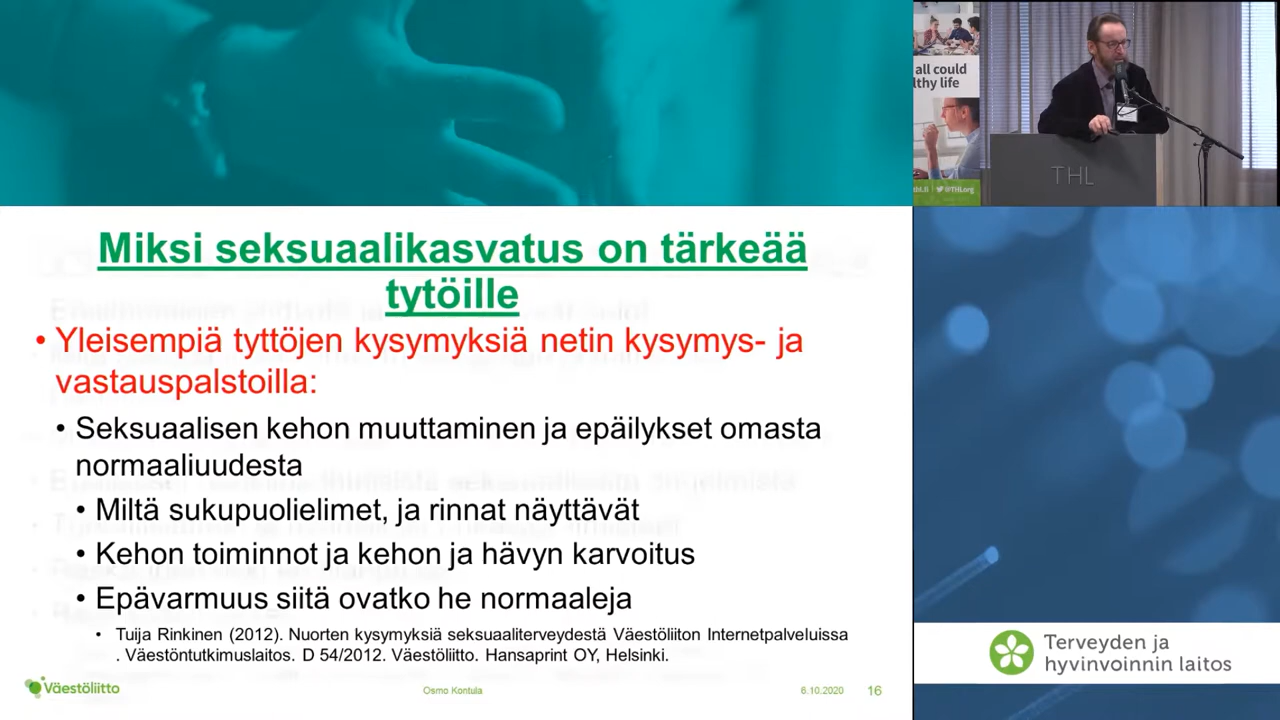 all could
lthy life
thl.fi
@THLorg
THL
Miksi seksuaalikasvatus on tärkeää
tytöille
• Yleisempiä tyttöjen kysymyksiä netin kysymys- ja
vastauspalstoilla:
• Seksuaalisen kehon muuttaminen ja epäilykset omasta
normaaliuudesta
• Miltä sukupuolielimet, ja rinnat näyttävät
• Kehon toiminnot ja kehon ja hävyn karvoitus
• Epävarmuus siitä ovatko he normaaleja
• Tuija Rinkinen (2012). Nuorten kysymyksiä seksuaaliterveydestä Väestöliiton Internetpalveluissa
. Väestöntutkimuslaitos. D 54/2012. Väestöliitto. Hansaprint OY, Helsinki.
Väestöliitto
Osmo Kontula
6.10.2020
16
Terveyden ja
hyvinvoinnin laitos